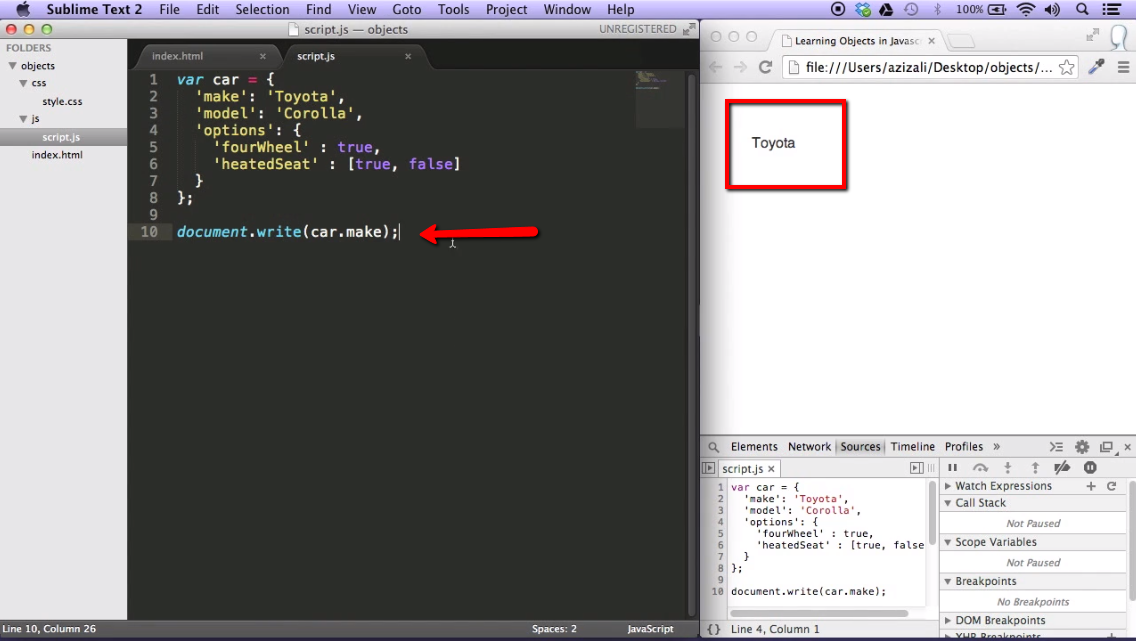 Sublime Text 2 File Edit Selection Find View Goto Tools Project Window Help 100%
script.js — objects UNREGISTERED
FOLDERS
objects
css
style.css
js
script.js
index.html
index.html × script.js ×
1 var car = {
2 'make': 'Toyota',
3 'model': 'Corolla',
4 'options': {
5 'fourWheel' : true,
6 'heatedSeat' : [true, false]
7 }
8 };
9
10 document.write(car.make);
Line 10, Column 26 Spaces: 2 JavaScript
Learning Objects in Javasc ×
file:///Users/azizali/Desktop/objects/...
Toyota
Elements Network Sources Timeline Profiles » ×
script.js ×
1 var car = {
2 'make': 'Toyota',
3 'model': 'Corolla',
4 'options': {
5 'fourWheel' : true,
6 'heatedSeat' : [true, false
7 }
8 };
9
10 document.write(car.make);
{} Line 4, Column 1
Watch Expressions
Call Stack
Not Paused
Scope Variables
Not Paused
Breakpoints
No Breakpoints
DOM Breakpoints
XHR Breakpoints